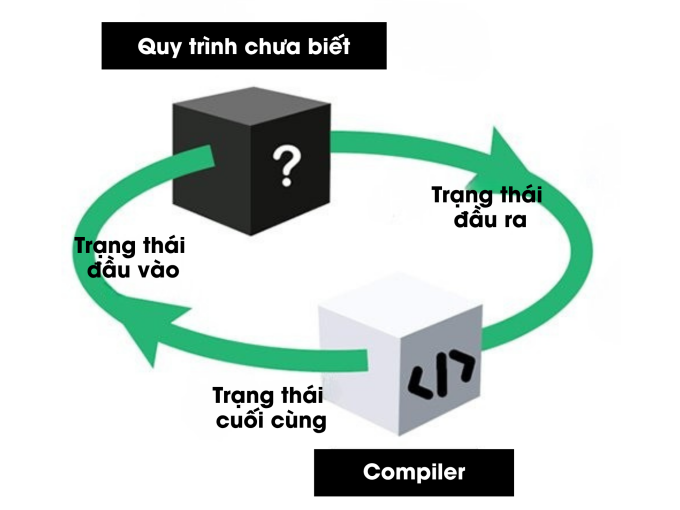 Quy trình chưa biết
?
Trạng thái
đầu ra
Trạng thái
đầu vào
</>
Trạng thái
cuối cùng
Compiler